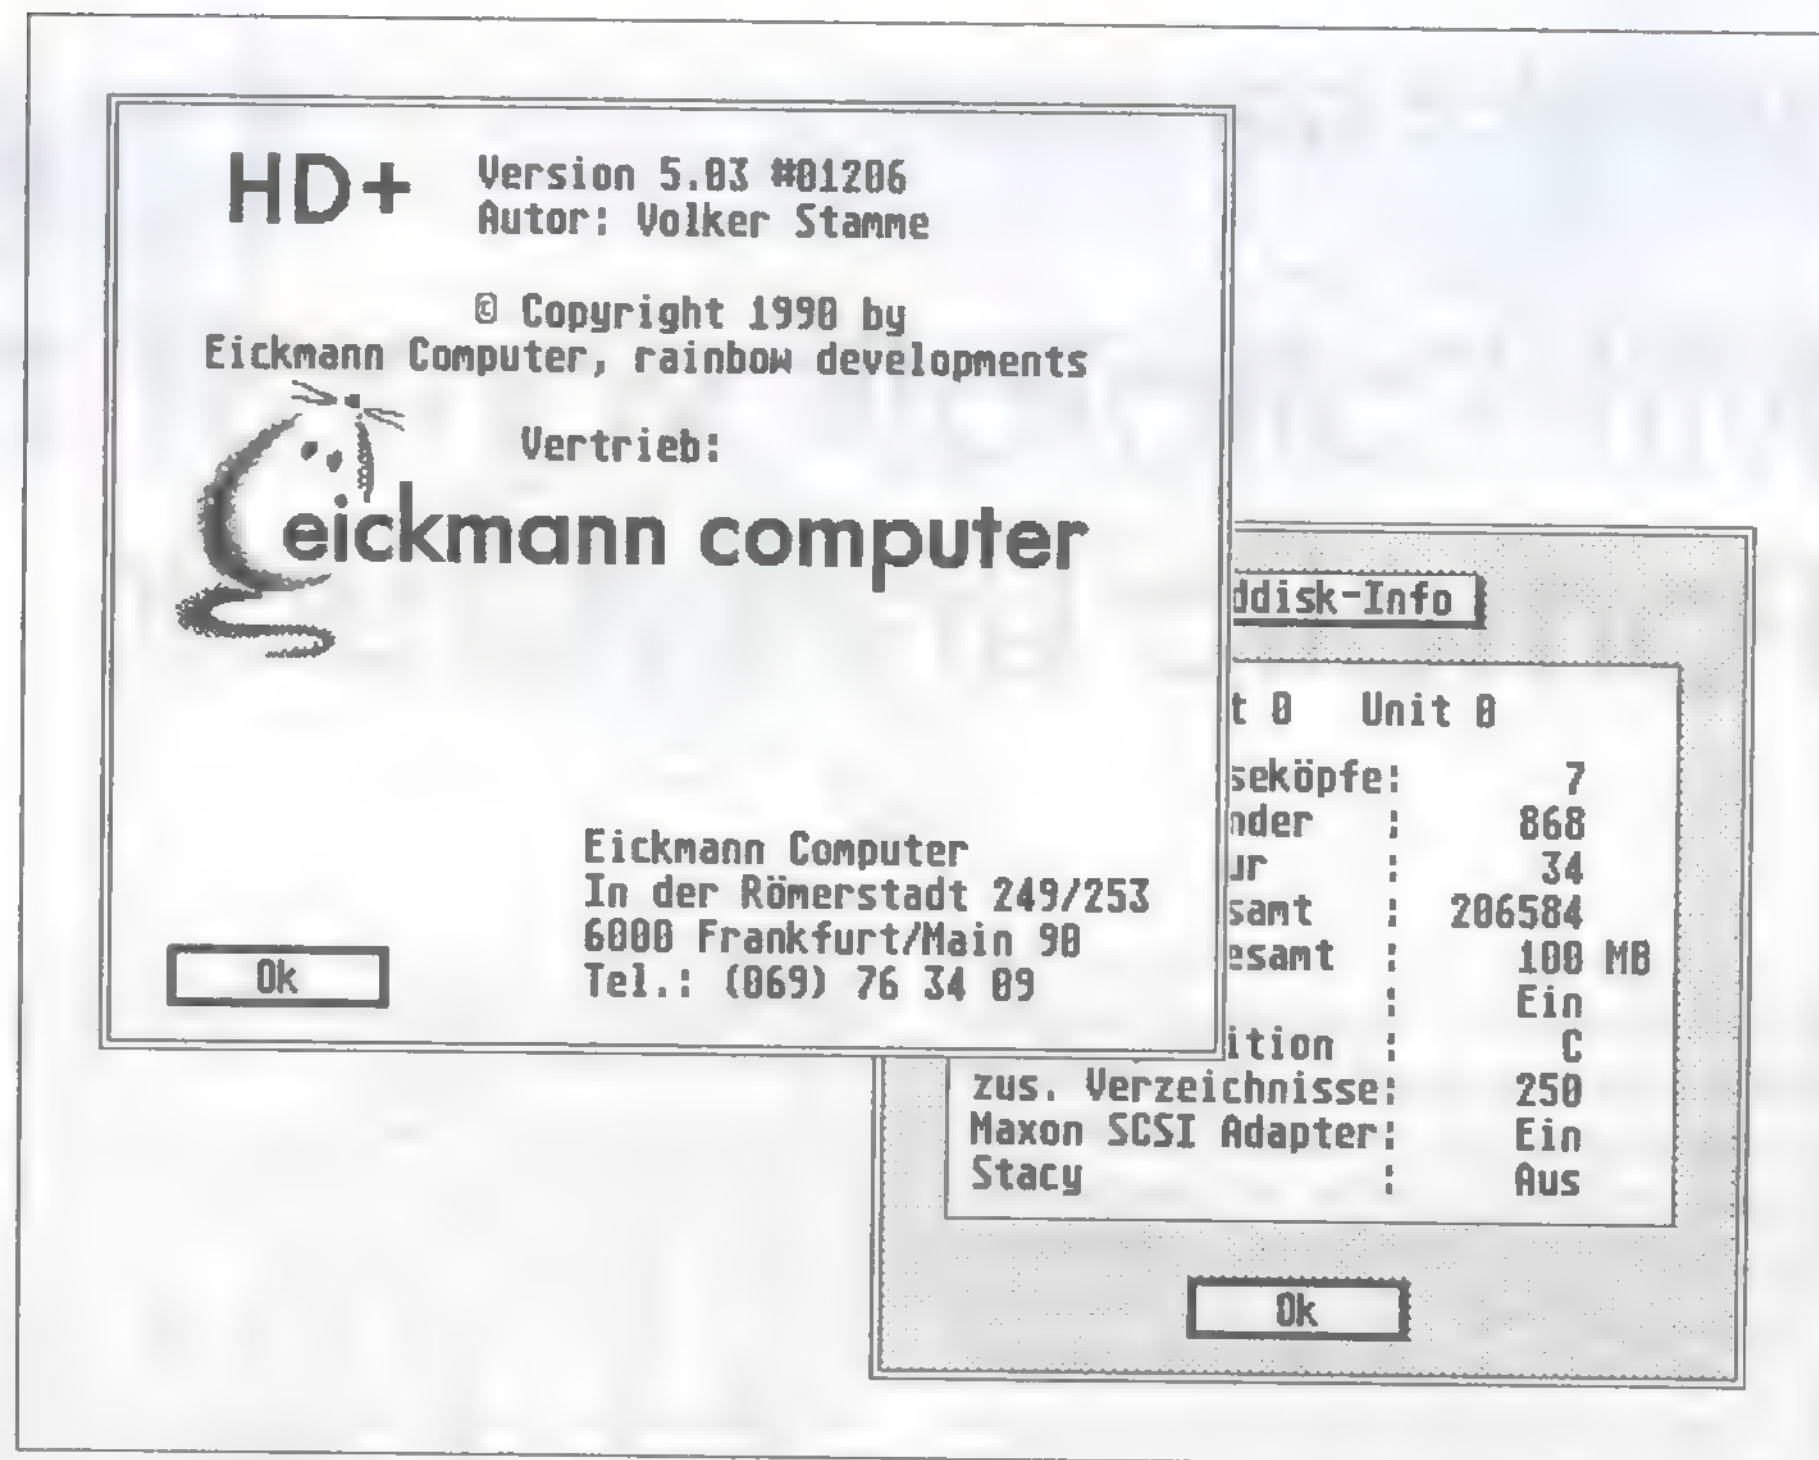 HD+
Version 5.03 #01206
Autor: Volker Stamme
© Copyright 1990 by
Eickmann Computer, rainbow developments
Vertrieb:
eickmann computer
Eickmann Computer
In der Römerstadt 249/253
6000 Frankfurt/Main 90
Tel.: (069) 76 34 09
Ok
ddisk-Info
t 0 Unit 0
seköpfe: 7
nder : 868
ur : 34
samt : 206584
esamt : 100 MB
: Ein
ition : C
zus. Verzeichnisse: 250
Maxon SCSI Adapter: Ein
Stacy : Aus
Ok